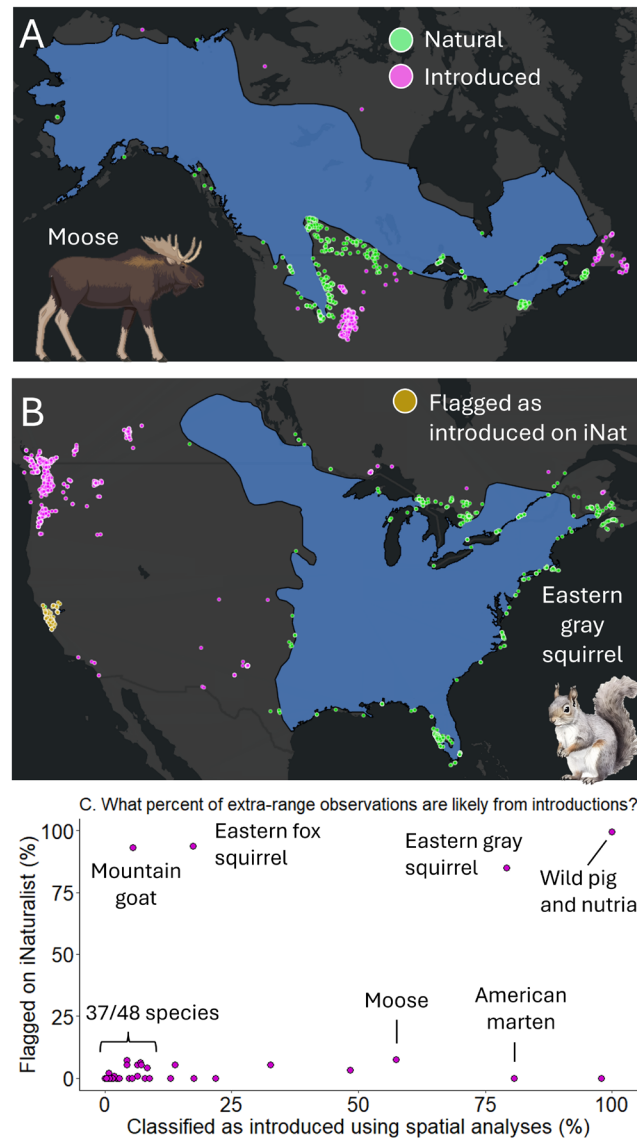 A
Natural
Introduced
Moose
B
Flagged as
introduced on iNat
Eastern
gray
squirrel
C. What percent of extra-range observations are likely from introductions?
Flagged on iNaturalist (%)
100
75
50
25
0
Mountain
goat
Eastern fox
squirrel
Eastern gray
squirrel
Wild pig
and nutria
37/48 species
Moose
American
marten
0
25
50
75
100
Classified as introduced using spatial analyses (%)